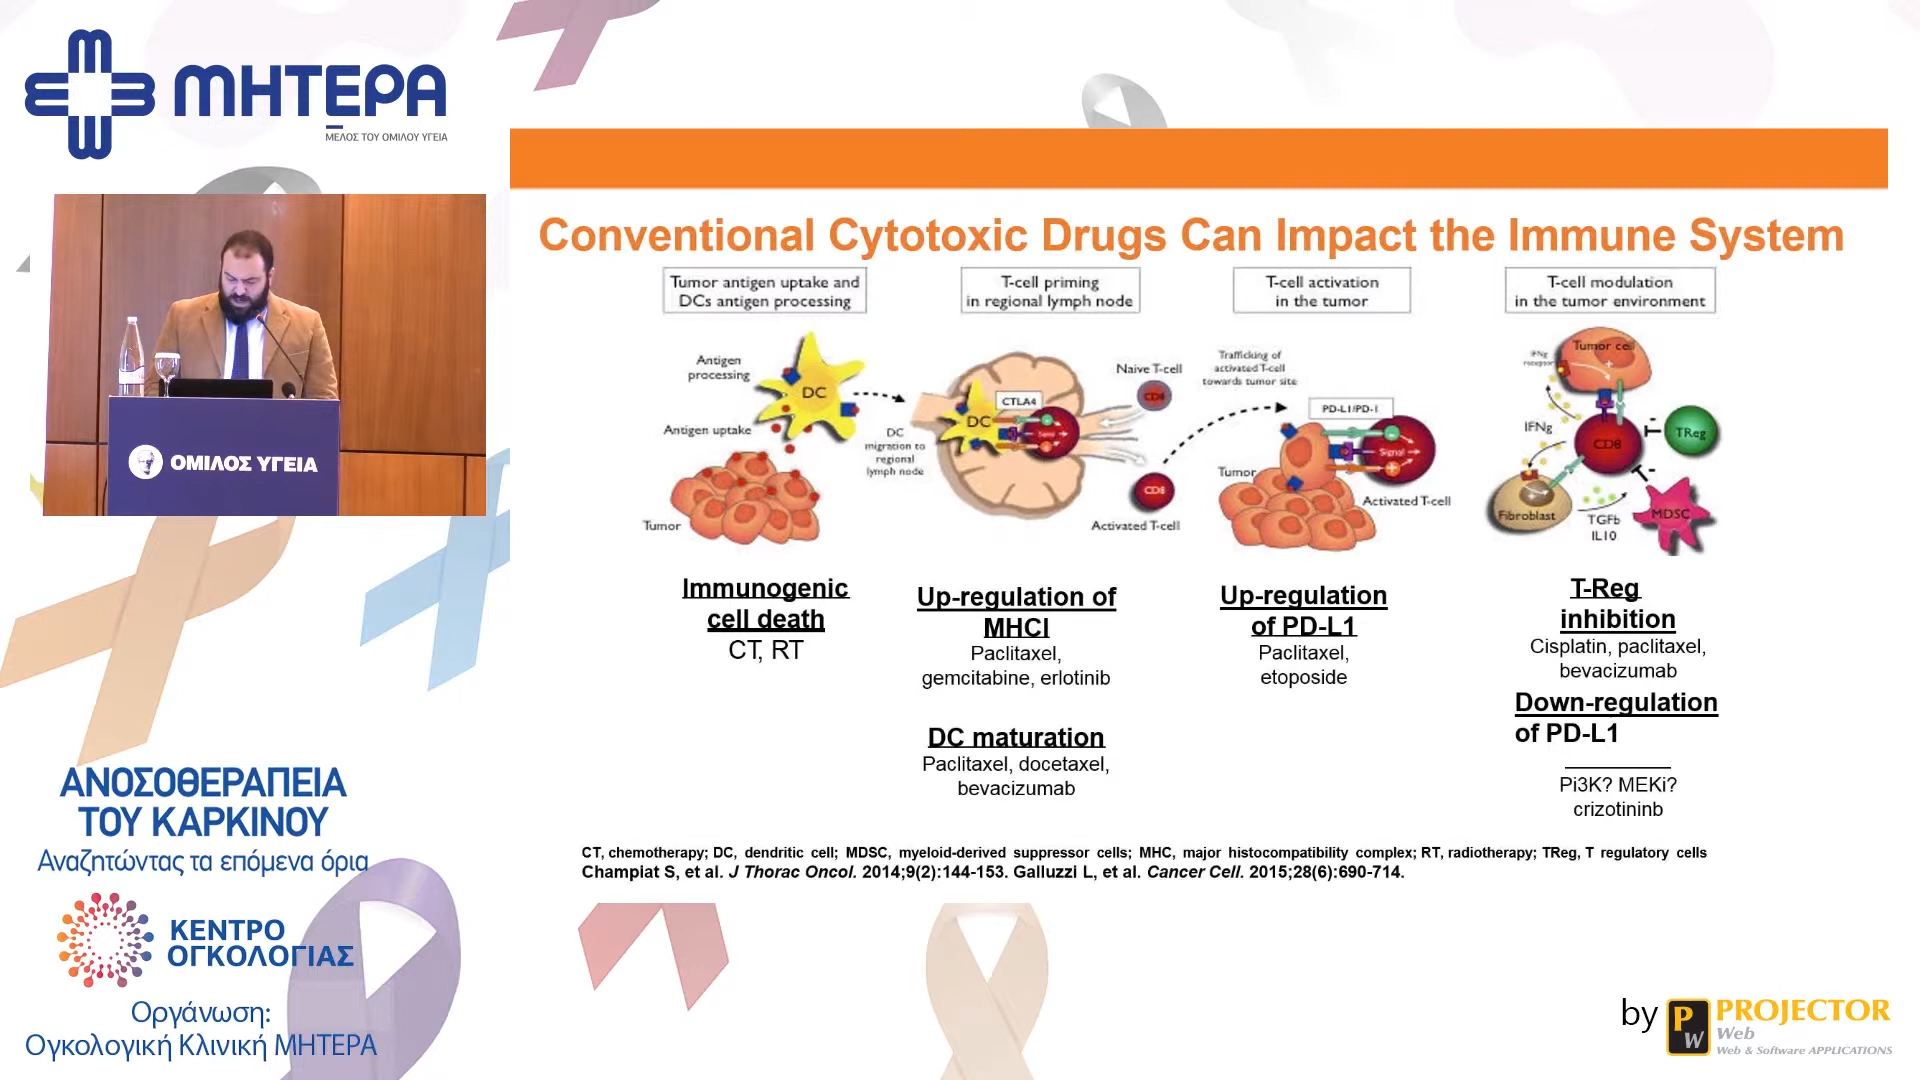 ΜΗΤΕΡΑ
ΜΕΛΟΣ ΤΟΥ ΟΜΙΛΟΥ ΥΓΕΙΑ
ΟΜΙΛΟΣ ΥΓΕΙΑ
ΑΝΟΣΟΘΕΡΑΠΕΙΑ
ΤΟΥ ΚΑΡΚΙΝΟΥ
Αναζητώντας τα επόμενα όρια
ΚΕΝΤΡΟ
ΟΓΚΟΛΟΓΙΑΣ
Οργάνωση:
Ογκολογική Κλινική ΜΗΤΕΡΑ
Conventional Cytotoxic Drugs Can Impact the Immune System
Tumor antigen uptake and
DCs antigen processing
Antigen
processing
DC
Antigen uptake
Tumor
DC
migration to
regional
lymph node
T-cell priming
in regional lymph node
CTLA4
DC
Signal
Naive T-cell
CD8
CD8
Activated T-cell
T-cell activation
in the tumor
Trafficking of
activated T-cell
towards tumor site
PD-L1/PD-1
Signal
Tumor
Activated T-cell
T-cell modulation
in the tumor environment
Tumor cell
IFNg
receptor
IFNg
CD8
TReg
Fibroblast
TGFb
IL10
MDSC
Immunogenic
cell death
CT, RT
Up-regulation of
MHCI
Paclitaxel,
gemcitabine, erlotinib
DC maturation
Paclitaxel, docetaxel,
bevacizumab
Up-regulation
of PD-L1
Paclitaxel,
etoposide
T-Reg
inhibition
Cisplatin, paclitaxel,
bevacizumab
Down-regulation
of PD-L1
Pi3K? MEKi?
crizotininb
CT, chemotherapy; DC, dendritic cell; MDSC, myeloid-derived suppressor cells; MHC, major histocompatibility complex; RT, radiotherapy; TReg, T regulatory cells
Champiat S, et al. J Thorac Oncol. 2014;9(2):144-153. Galluzzi L, et al. Cancer Cell. 2015;28(6):690-714.
by PW PROJECTOR
Web
Web & Software APPLICATIONS